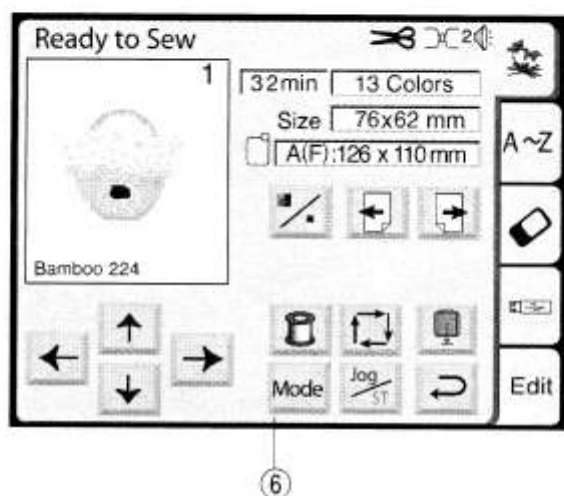 Ready to Sew
2
1
32min
13 Colors
Size
76x62 mm
A(F):126 x 110 mm
Bamboo 224
Mode
Jog/ST
A~Z
Edit
⑥